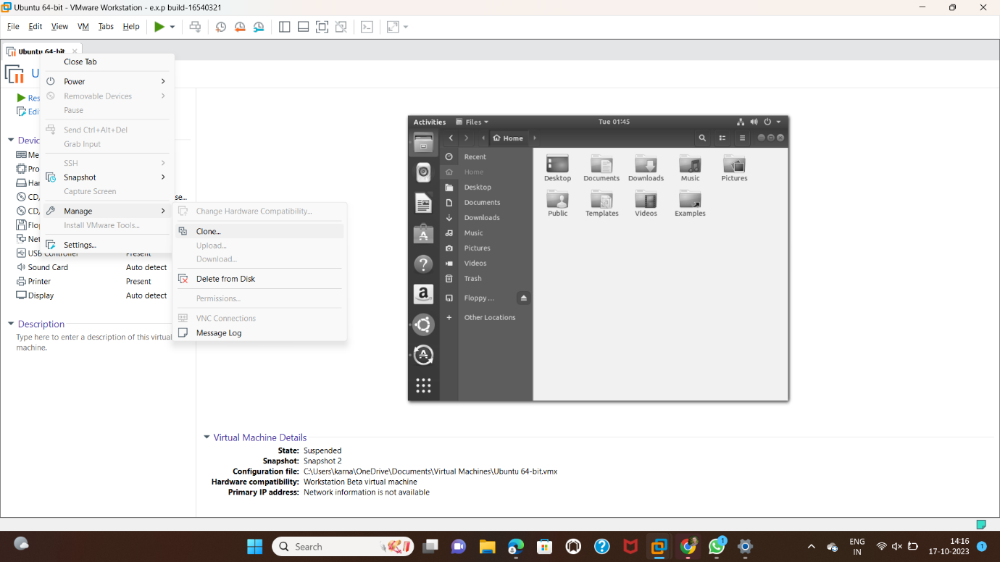 Ubuntu 64-bit - VMware Workstation - e.x.p build-16540321
File Edit View VM Tabs Help
Ubuntu 64-bit
U
Close Tab
Power
Removable Devices
Pause
Send Ctrl+Alt+Del
Grab Input
SSH
Snapshot
Capture Screen
Manage
Install VMware Tools...
Settings...
Change Hardware Compatibility...
Clone...
Upload...
Download...
Delete from Disk
Permissions...
VNC Connections
Message Log
Res
Edi
Devic
Me
Pro
Har
CD, se...
CD,
Flop
Net
USB Controller Present
Sound Card Auto detect
Printer Present
Display Auto detect
Description
Type here to enter a description of this virtual
machine.
Activities Files Tue 01:45
Home
Recent
Home
Desktop
Documents
Downloads
Music
Pictures
Videos
Trash
Floppy ...
Other Locations
Desktop Documents Downloads Music Pictures
Public Templates Videos Examples
a
Virtual Machine Details
State: Suspended
Snapshot: Snapshot 2
Configuration file: C:\Users\karna\OneDrive\Documents\Virtual Machines\Ubuntu 64-bit.vmx
Hardware compatibility: Workstation Beta virtual machine
Primary IP address: Network information is not available
Search
1
ENG
IN
14:16
17-10-2023
1